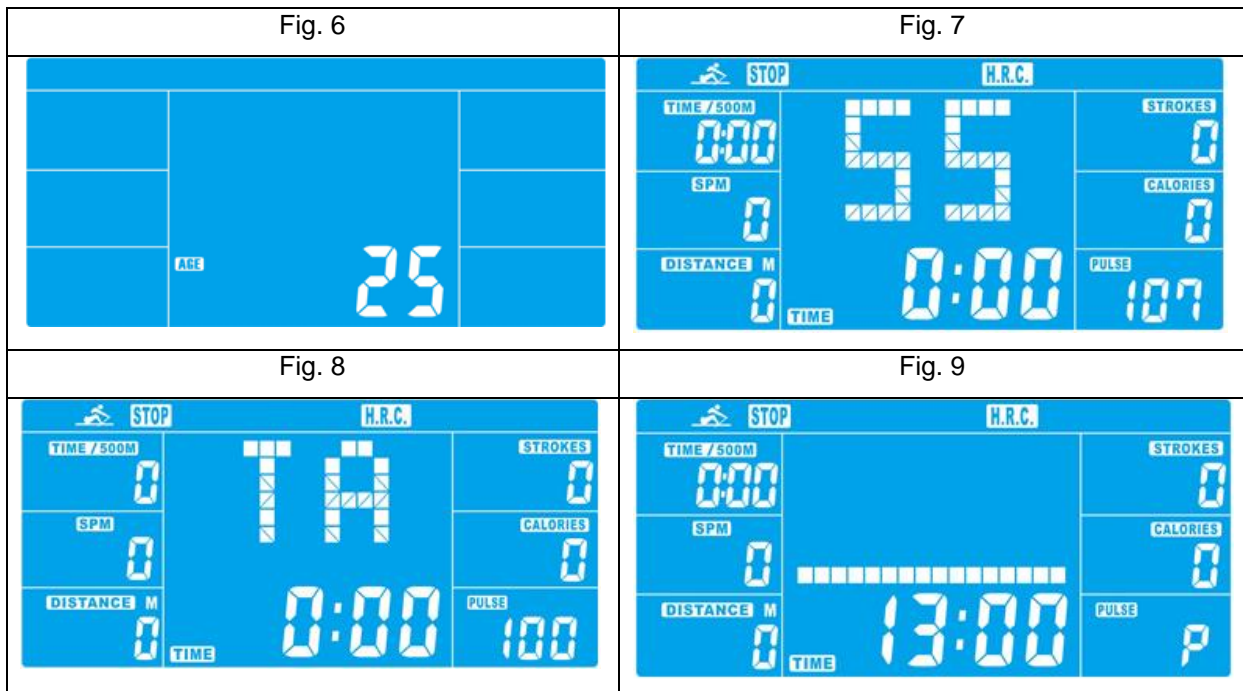 Fig. 6
AGE 25
Fig. 7
STOP H.R.C.
TIME / 500M
0:00
SPM
0
DISTANCE M
0
55
TIME 0:00
STROKES
0
CALORIES
0
PULSE
107
Fig. 8
STOP H.R.C.
TIME / 500M
0
SPM
0
DISTANCE M
0
TA
TIME 0:00
STROKES
0
CALORIES
0
PULSE
100
Fig. 9
STOP H.R.C.
TIME / 500M
0:00
SPM
0
DISTANCE M
0
TIME 13:00
STROKES
0
CALORIES
0
PULSE
P